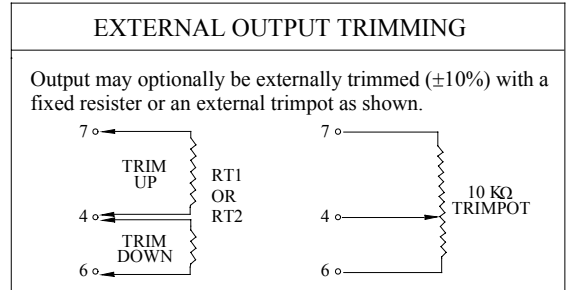 EXTERNAL OUTPUT TRIMMING
Output may optionally be externally trimmed (±10%) with a
fixed resister or an external trimpot as shown.
7
TRIM
UP
RT1
OR
RT2
4
TRIM
DOWN
6
7
10 KΩ
TRIMPOT
4
6